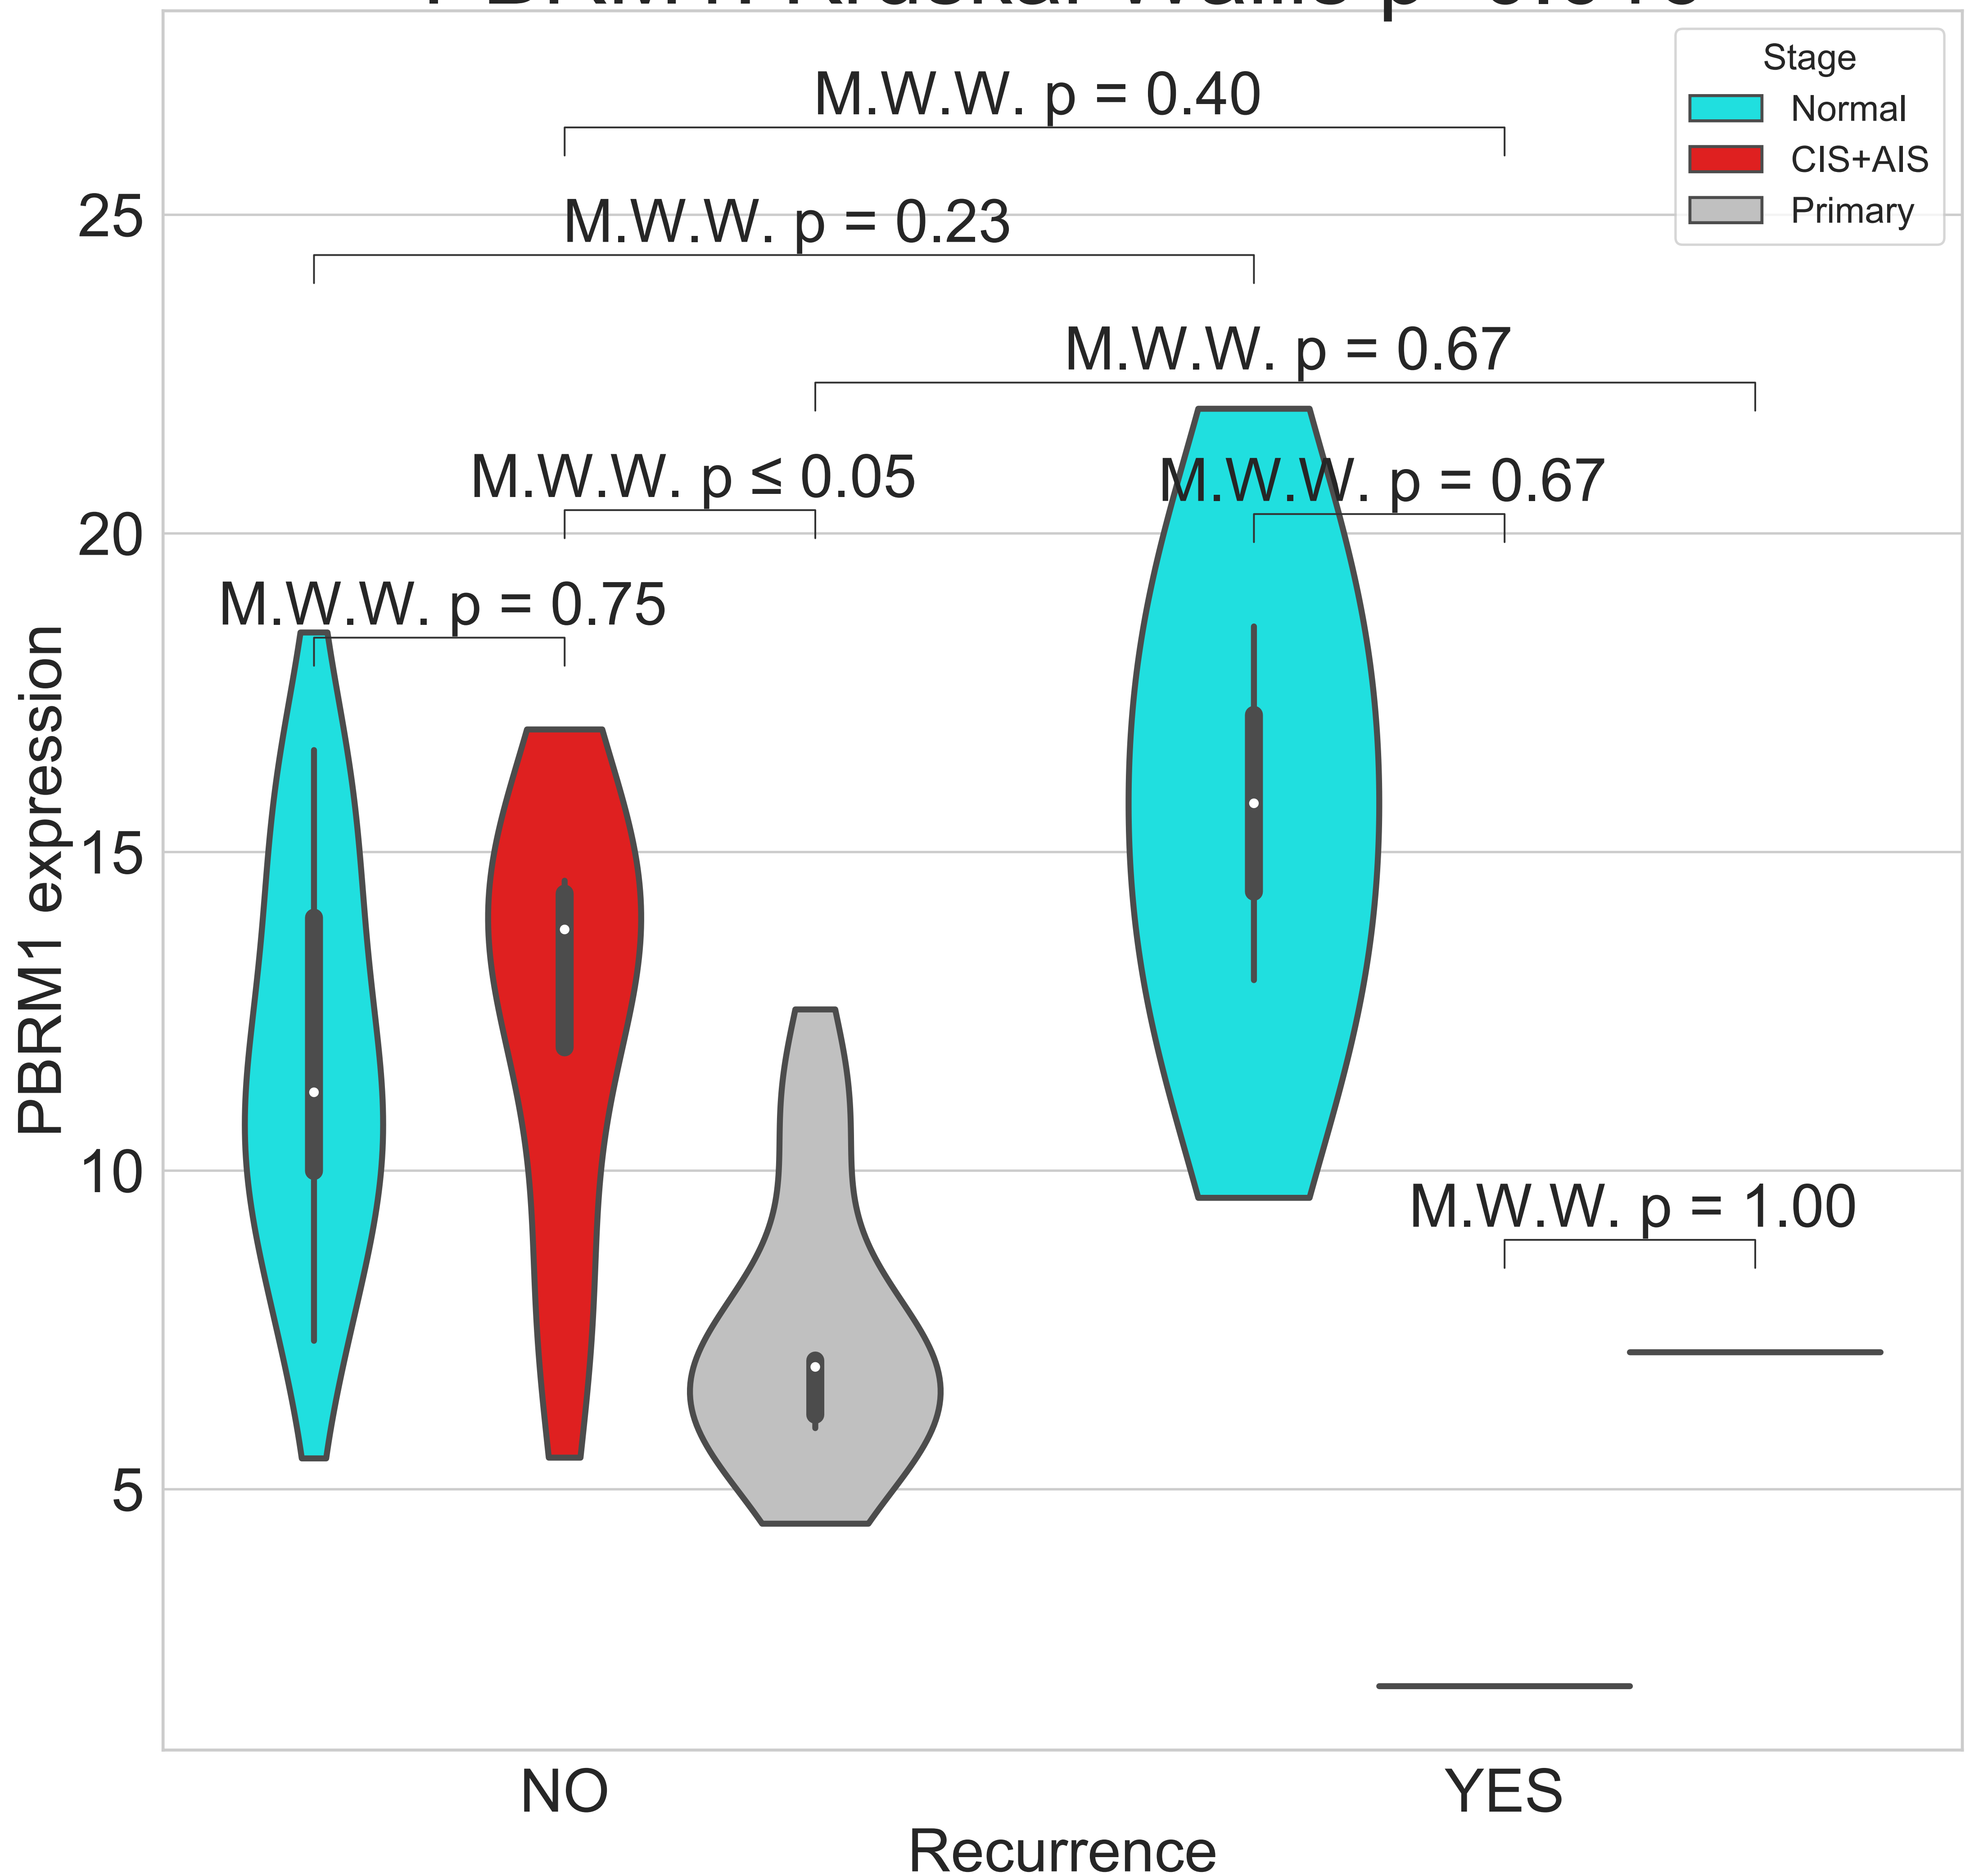 Stage
Normal
CIS+AIS
Primary
M.W.W. p = 0.40
M.W.W. p = 0.23
M.W.W. p = 0.67
M.W.W. p ≤ 0.05
M.W.W. p = 0.67
M.W.W. p = 0.75
M.W.W. p = 1.00
25
20
15
10
5
PBRM1 expression
NO
YES
Recurrence